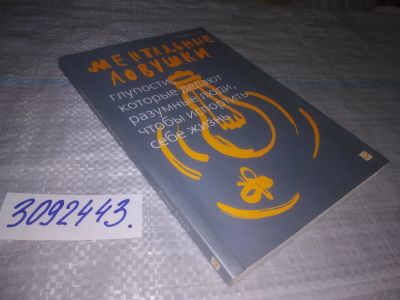 МЕНТАЛЬНЫЕ
ЛОВУШКИ
глупости,
которые делают
разумные люди,
чтобы испортить
себе жизнь
3092443.